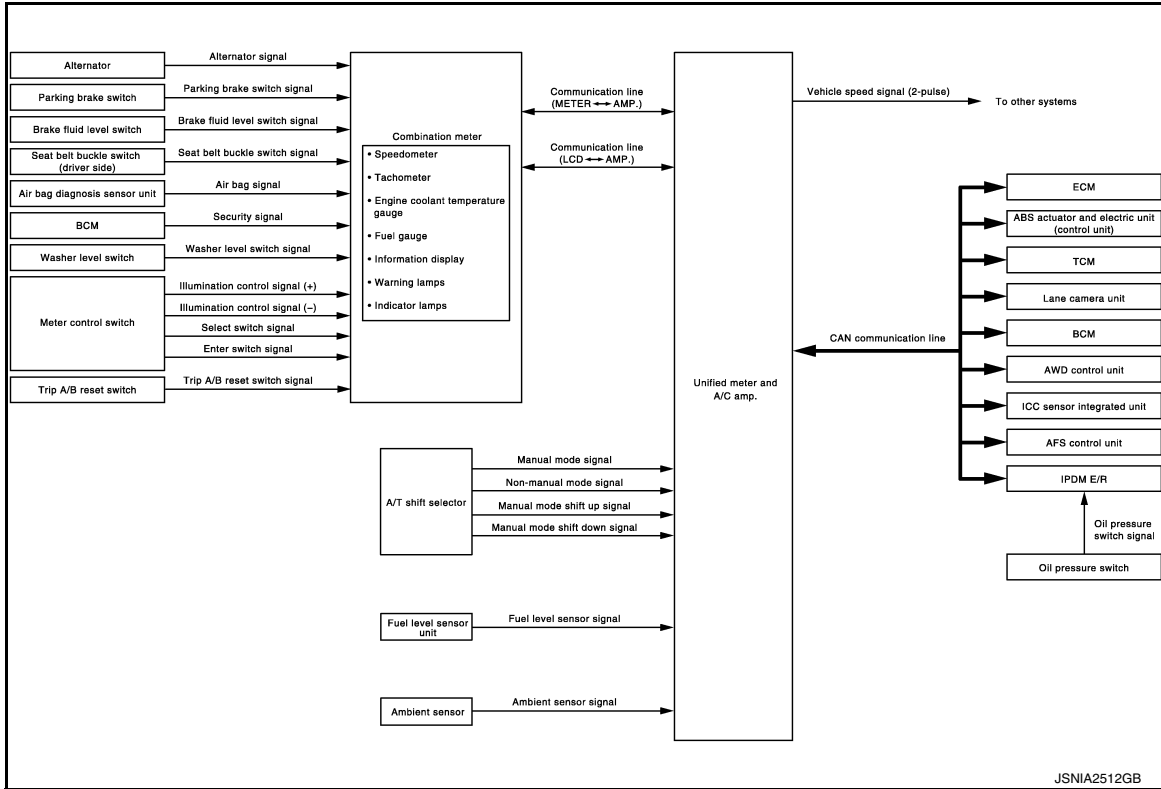 Alternator
Alternator signal
Parking brake switch
Parking brake switch signal
Brake fluid level switch
Brake fluid level switch signal
Seat belt buckle switch
(driver side)
Seat belt buckle switch signal
Air bag diagnosis sensor unit
Air bag signal
BCM
Security signal
Washer level switch
Washer level switch signal
Meter control switch
Illumination control signal (+)
Illumination control signal (−)
Select switch signal
Enter switch signal
Trip A/B reset switch
Trip A/B reset switch signal
Combination meter
• Speedometer
• Tachometer
• Engine coolant temperature
gauge
• Fuel gauge
• Information display
• Warning lamps
• Indicator lamps
Communication line
(METER ↔ AMP.)
Communication line
(LCD ↔ AMP.)
A/T shift selector
Manual mode signal
Non-manual mode signal
Manual mode shift up signal
Manual mode shift down signal
Fuel level sensor
unit
Fuel level sensor signal
Ambient sensor
Ambient sensor signal
Unified meter and
A/C amp.
Vehicle speed signal (2-pulse)
To other systems
CAN communication line
ECM
ABS actuator and electric unit
(control unit)
TCM
Lane camera unit
BCM
AWD control unit
ICC sensor integrated unit
AFS control unit
IPDM E/R
Oil pressure
switch signal
Oil pressure switch
JSNIA2512GB